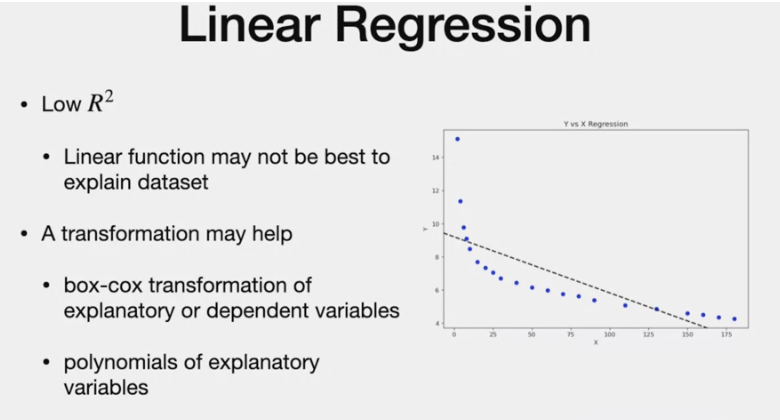 Linear Regression
• Low R²
• Linear function may not be best to
explain dataset
• A transformation may help
• box-cox transformation of
explanatory or dependent variables
• polynomials of explanatory
variables
Y vs X Regression
14
12
10
8
6
4
Y
0 25 50 75 100 125 150 175
X